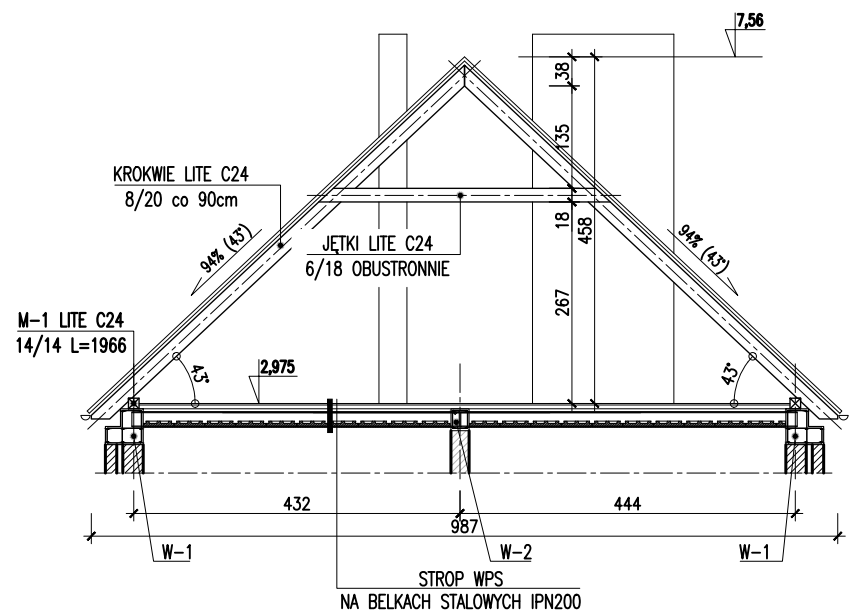 7,56
38
135
KROKWIE LITE C24
8/20 co 90cm
18
458
94% (43°)
JĘTKI LITE C24
6/18 OBUSTRONNIE
94% (43°)
267
M-1 LITE C24
14/14 L=1966
43°
2,975
43°
432
444
987
W-1
W-2
W-1
STROP WPS
NA BELKACH STALOWYCH IPN200